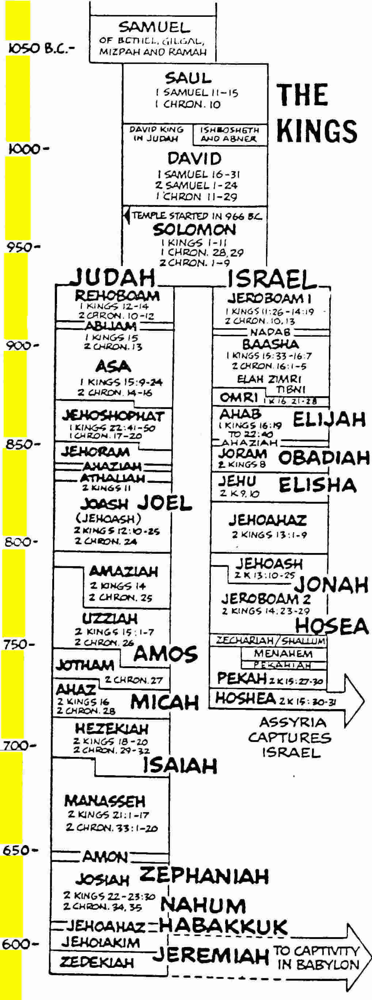 SAMUEL
OF BETHEL, GILGAL,
1050 B.C.-
MIZPAH AND RAMAH
SAUL
1 SAMUEL 11-15
1 CHRON. 10
THE
KINGS
DAVID KING
IN JUDAH
ISHBOSHETH
AND ABNER
1000-
DAVID
1 SAMUEL 16-31
2 SAMUEL 1-24
1 CHRON 11-29
TEMPLE STARTED IN 966 B.C.
SOLOMON
1 KINGS 1-11
950-
1 CHRON. 28,29
2 CHRON. 1-9
JUDAH
ISRAEL
REHOBOAM
1 KINGS 12-14
2 CHRON. 10-12
ABIJAM
1 KINGS 15
2 CHRON. 13
JEROBOAM 1
1 KINGS 11:26-14:19
2 CHRON. 10,13
NADAB
900-
BAASHA
1 KINGS 15:33-16:7
2 CHRON. 16:1-5
ASA
1 KINGS 15:9-24
2 CHRON. 14-16
ELAH ZIMRI
TIBNI
OMRI 1 K 16 21-28
JEHOSHOPHAT
1 KINGS 22:41-50
1 CHRON. 17-20
AHAB
1 KINGS 16:19
TO 22:40
ELIJAH
850-
AHAZIAH
JEHORAM
JORAM
2 KINGS 8
OBADIAH
AHAZIAH
ATHALIAH
2 KINGS 11
JEHU
2 K 9,10
ELISHA
JOASH JOEL
(JEHOASH)
2 KINGS 12:10-25
2 CHRON. 24
JEHOAHAZ
2 KINGS 13:1-9
800-
AMAZIAH
2 KINGS 14
2 CHRON. 25
JEHOASH
2 K 13:10-25
JONAH
JEROBOAM 2
2 KINGS 14:23-29
UZZIAH
2 KINGS 15:1-7
2 CHRON. 26
HOSEA
750-
ZECHARIAH/SHALLUM
AMOS
MENAHEM
PEKAHIAH
JOTHAM
2 CHRON. 27
PEKAH 2 K 15:27-30
AHAZ
2 KINGS 16
2 CHRON. 28
MICAH
HOSHEA 2 K 15:30-31
ASSYRIA
CAPTURES
ISRAEL
HEZEKIAH
2 KINGS 18-20
2 CHRON. 29-32
700-
ISAIAH
MANASSEH
2 KINGS 21:1-17
2 CHRON. 33:1-20
650-
AMON
JOSIAH ZEPHANIAH
2 KINGS 22-23:30
2 CHRON. 34,35
NAHUM
JEHOAHAZ HABAKKUK
600-
JEHOIAKIM
JEREMIAH
TO CAPTIVITY
IN BABYLON
ZEDEKIAH